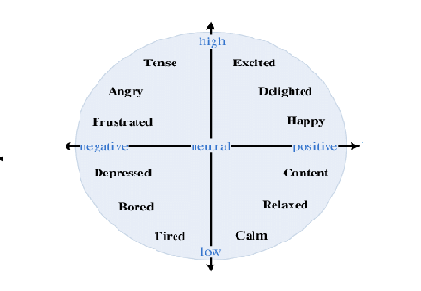 high
Tense Excited
Angry Delighted
Frustrated Happy
negative neutral positive
Depressed Content
Bored Relaxed
Tired Calm
low